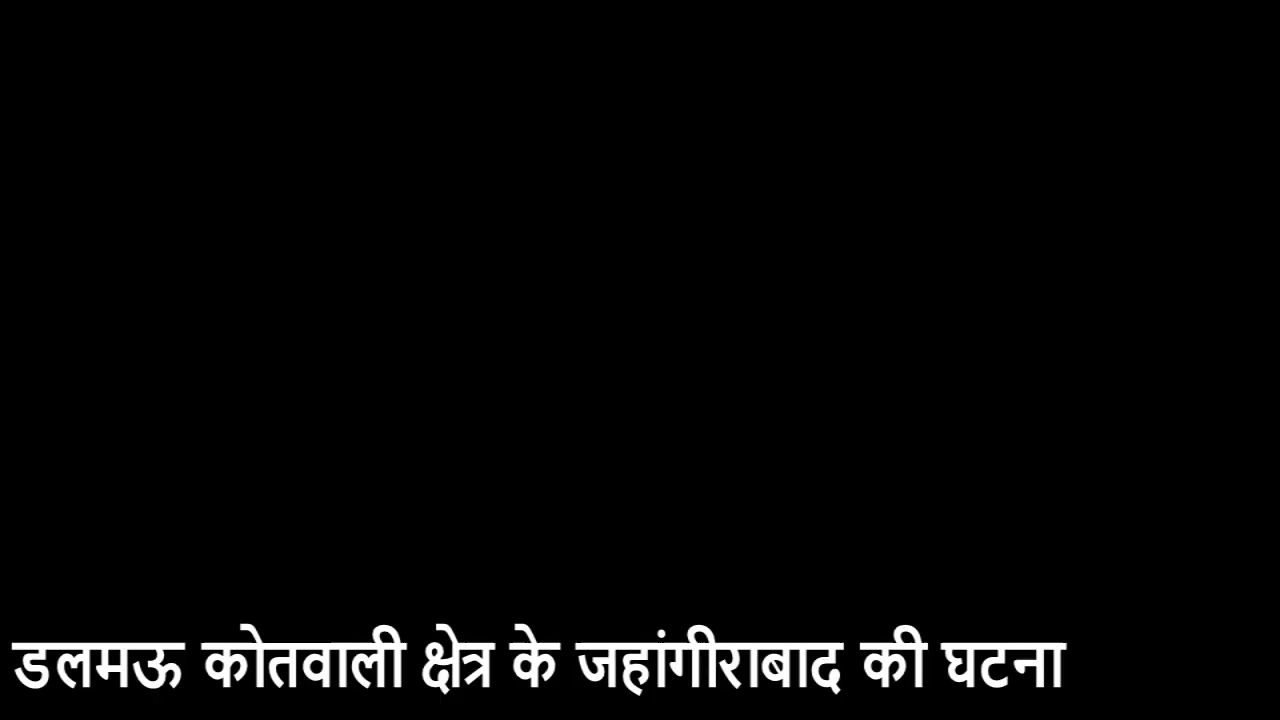 डलमऊ कोतवाली क्षेत्र के जहांगीराबाद की घटना